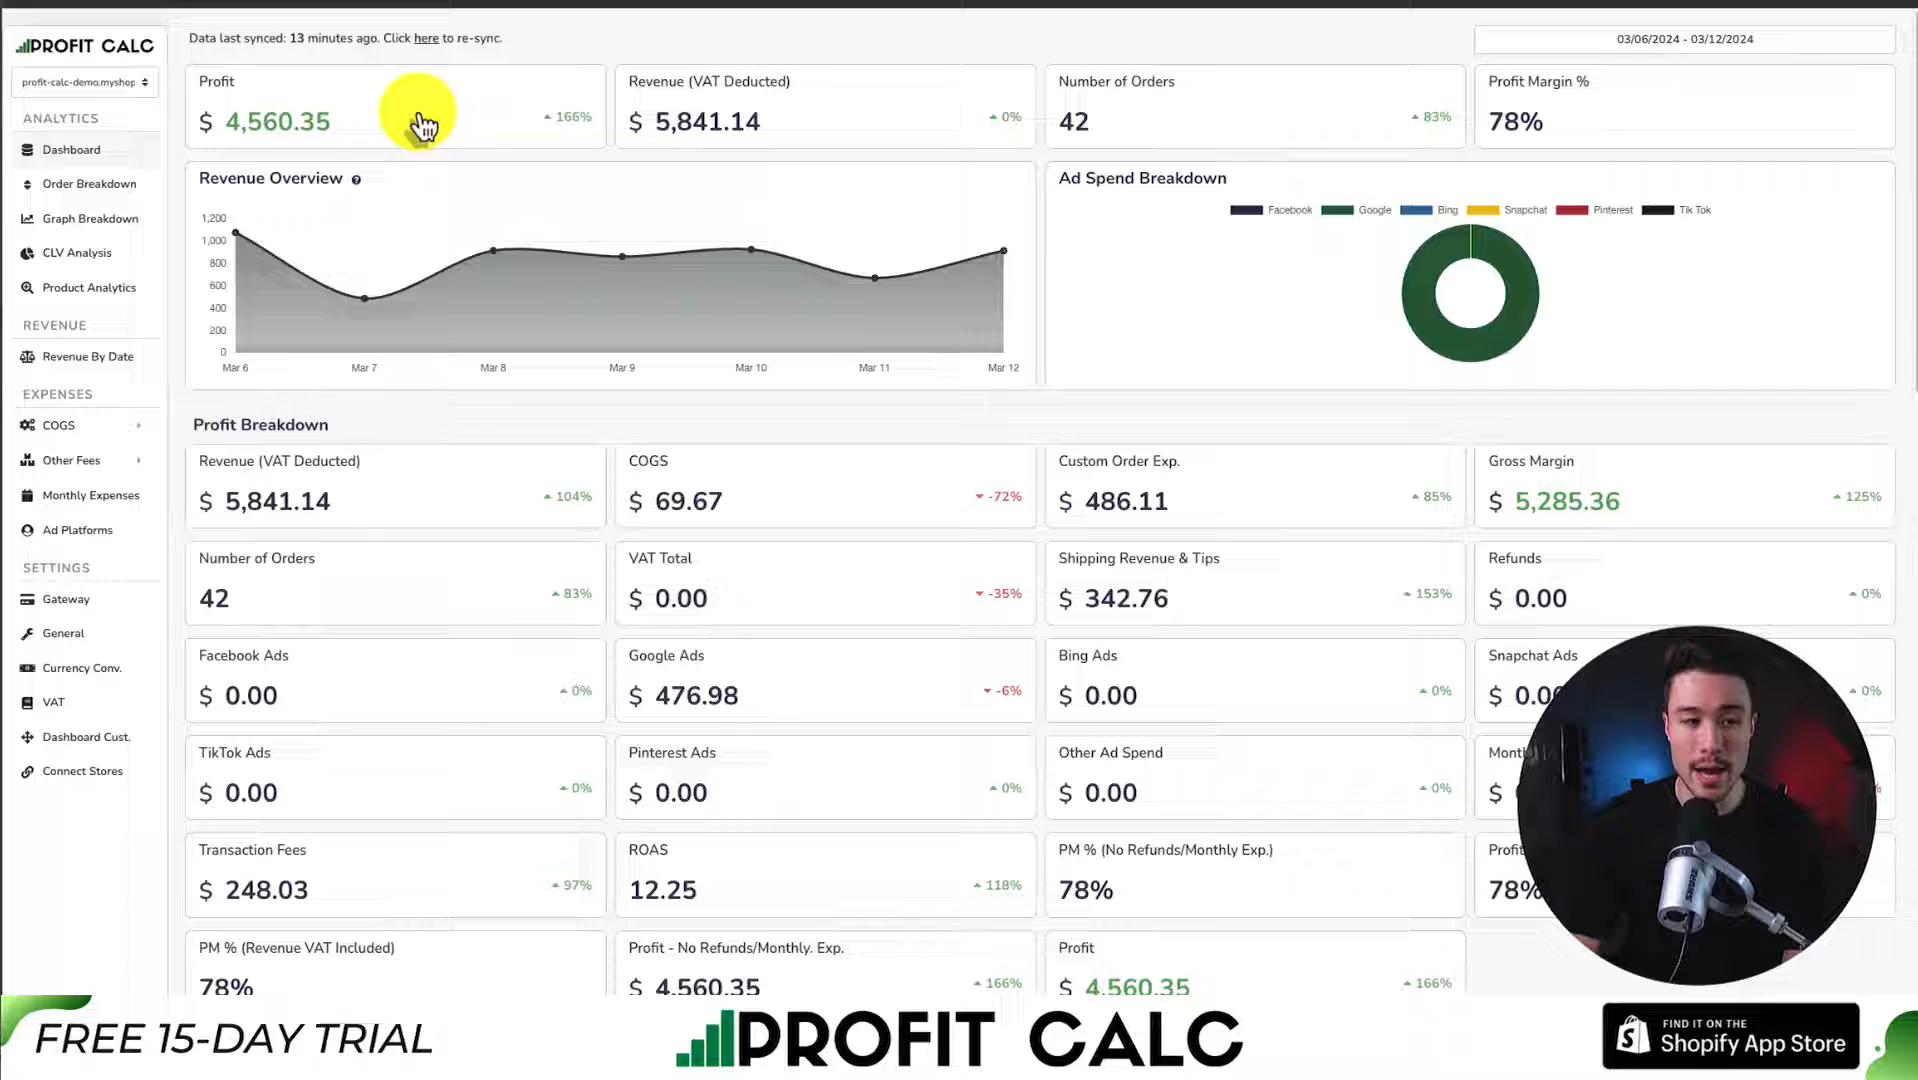 PROFIT CALC
Data last synced: 13 minutes ago. Click here to re-sync.
03/06/2024 - 03/12/2024
profit-calc-demo.myshop
ANALYTICS
Dashboard
Order Breakdown
Graph Breakdown
CLV Analysis
Product Analytics
REVENUE
Revenue By Date
EXPENSES
COGS
Other Fees
Monthly Expenses
Ad Platforms
SETTINGS
Gateway
General
Currency Conv.
VAT
Dashboard Cust.
Connect Stores
Profit
$ 4,560.35 166%
Revenue (VAT Deducted)
$ 5,841.14 0%
Number of Orders
42 83%
Profit Margin %
78%
Revenue Overview
1,200
1,000
800
600
400
200
0
Mar 6 Mar 7 Mar 8 Mar 9 Mar 10 Mar 11 Mar 12
Ad Spend Breakdown
Facebook Google Bing Snapchat Pinterest Tik Tok
Profit Breakdown
Revenue (VAT Deducted)
$ 5,841.14 104%
COGS
$ 69.67 -72%
Custom Order Exp.
$ 486.11 85%
Gross Margin
$ 5,285.36 125%
Number of Orders
42 83%
VAT Total
$ 0.00 -35%
Shipping Revenue & Tips
$ 342.76 153%
Refunds
$ 0.00 0%
Facebook Ads
$ 0.00 0%
Google Ads
$ 476.98 -6%
Bing Ads
$ 0.00 0%
Snapchat Ads
$ 0.00 0%
TikTok Ads
$ 0.00 0%
Pinterest Ads
$ 0.00 0%
Other Ad Spend
$ 0.00 0%
$
Transaction Fees
$ 248.03 97%
ROAS
12.25 118%
PM % (No Refunds/Monthly Exp.)
78%
Profit
78%
PM % (Revenue VAT Included)
78%
Profit - No Refunds/Monthly. Exp.
$ 4,560.35 166%
Profit
$ 4,560.35 166%
SHURE
FREE 15-DAY TRIAL
PROFIT CALC
FIND IT ON THE
Shopify App Store